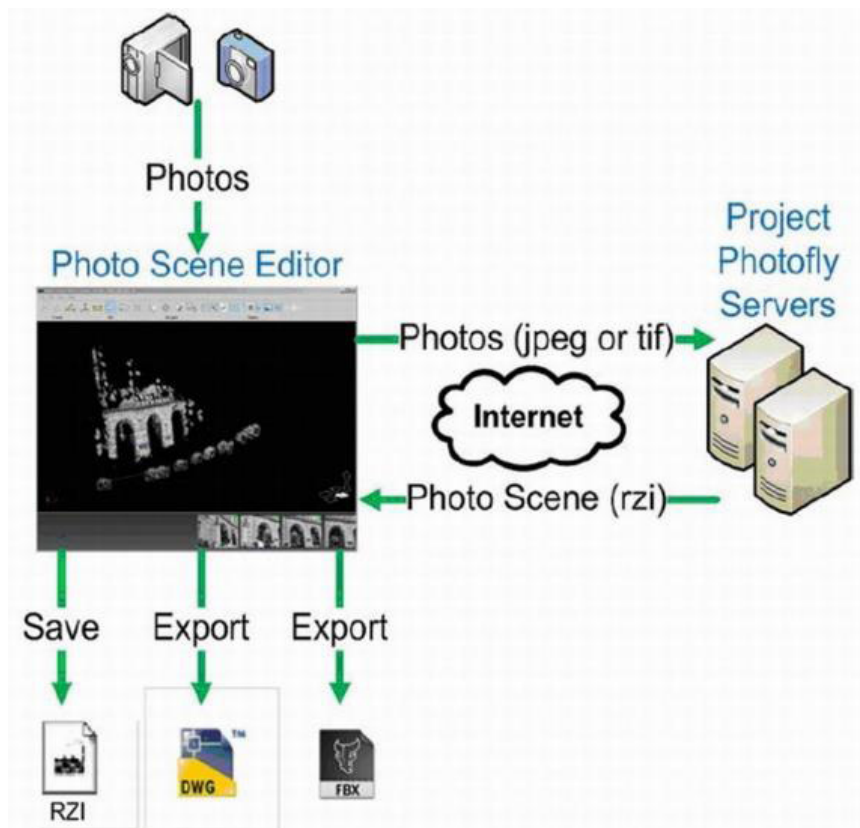 Photos
Photo Scene Editor
Project
Photofly
Servers
Photos (jpeg or tif)
Internet
Photo Scene (rzi)
Save
Export
Export
RZI
DWG
TM
FBX